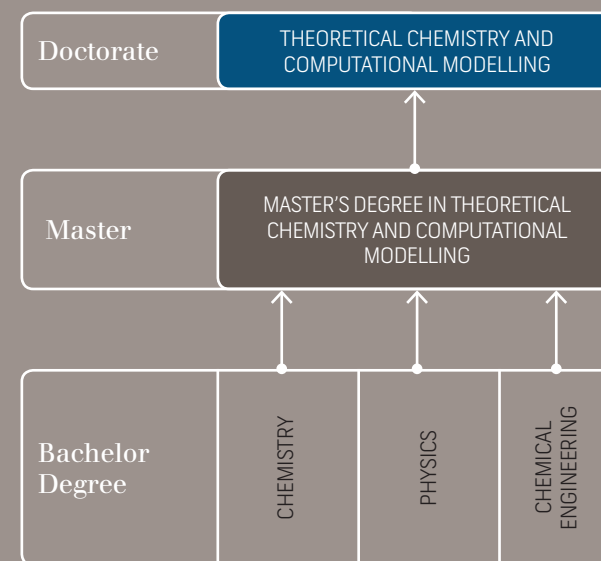 Doctorate
THEORETICAL CHEMISTRY AND
COMPUTATIONAL MODELLING
Master
MASTER'S DEGREE IN THEORETICAL
CHEMISTRY AND COMPUTATIONAL
MODELLING
Bachelor
Degree
CHEMISTRY
PHYSICS
CHEMICAL
ENGINEERING